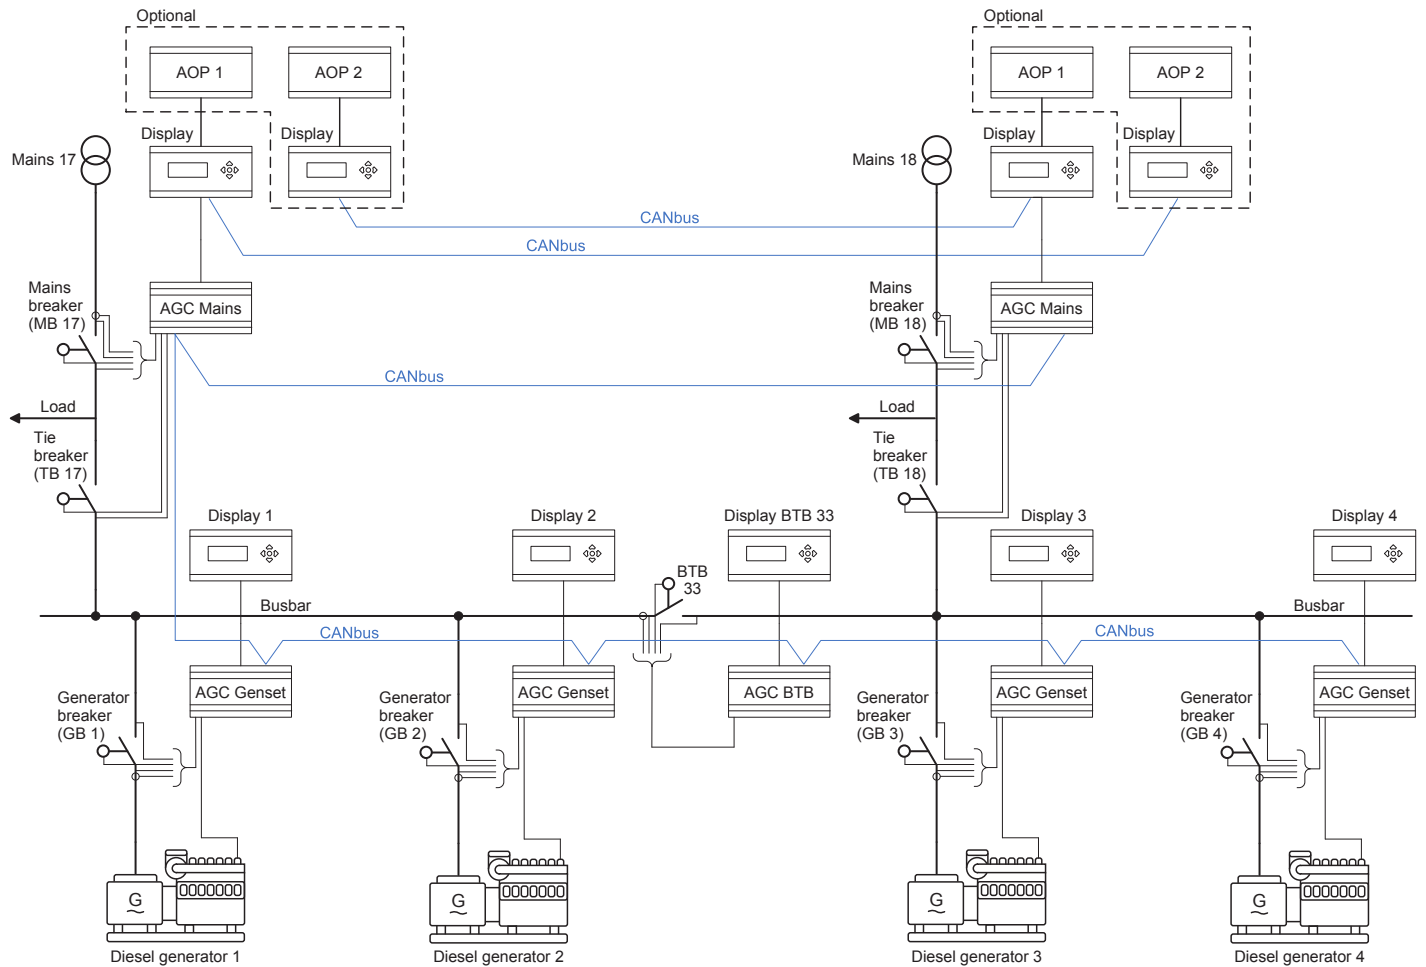 Optional
Optional
AOP 1
AOP 2
AOP 1
AOP 2
Display
Display
Display
Display
Mains 17
Mains 18
CANbus
CANbus
Mains
breaker
(MB 17)
AGC Mains
Mains
breaker
(MB 18)
AGC Mains
CANbus
Load
Load
Tie
breaker
(TB 17)
Tie
breaker
(TB 18)
Display 1
Display 2
Display BTB 33
Display 3
Display 4
BTB
33
Busbar
Busbar
CANbus
CANbus
AGC Genset
AGC Genset
AGC BTB
AGC Genset
AGC Genset
Generator
breaker
(GB 1)
Generator
breaker
(GB 2)
Generator
breaker
(GB 3)
Generator
breaker
(GB 4)
G
G
G
G
Diesel generator 1
Diesel generator 2
Diesel generator 3
Diesel generator 4